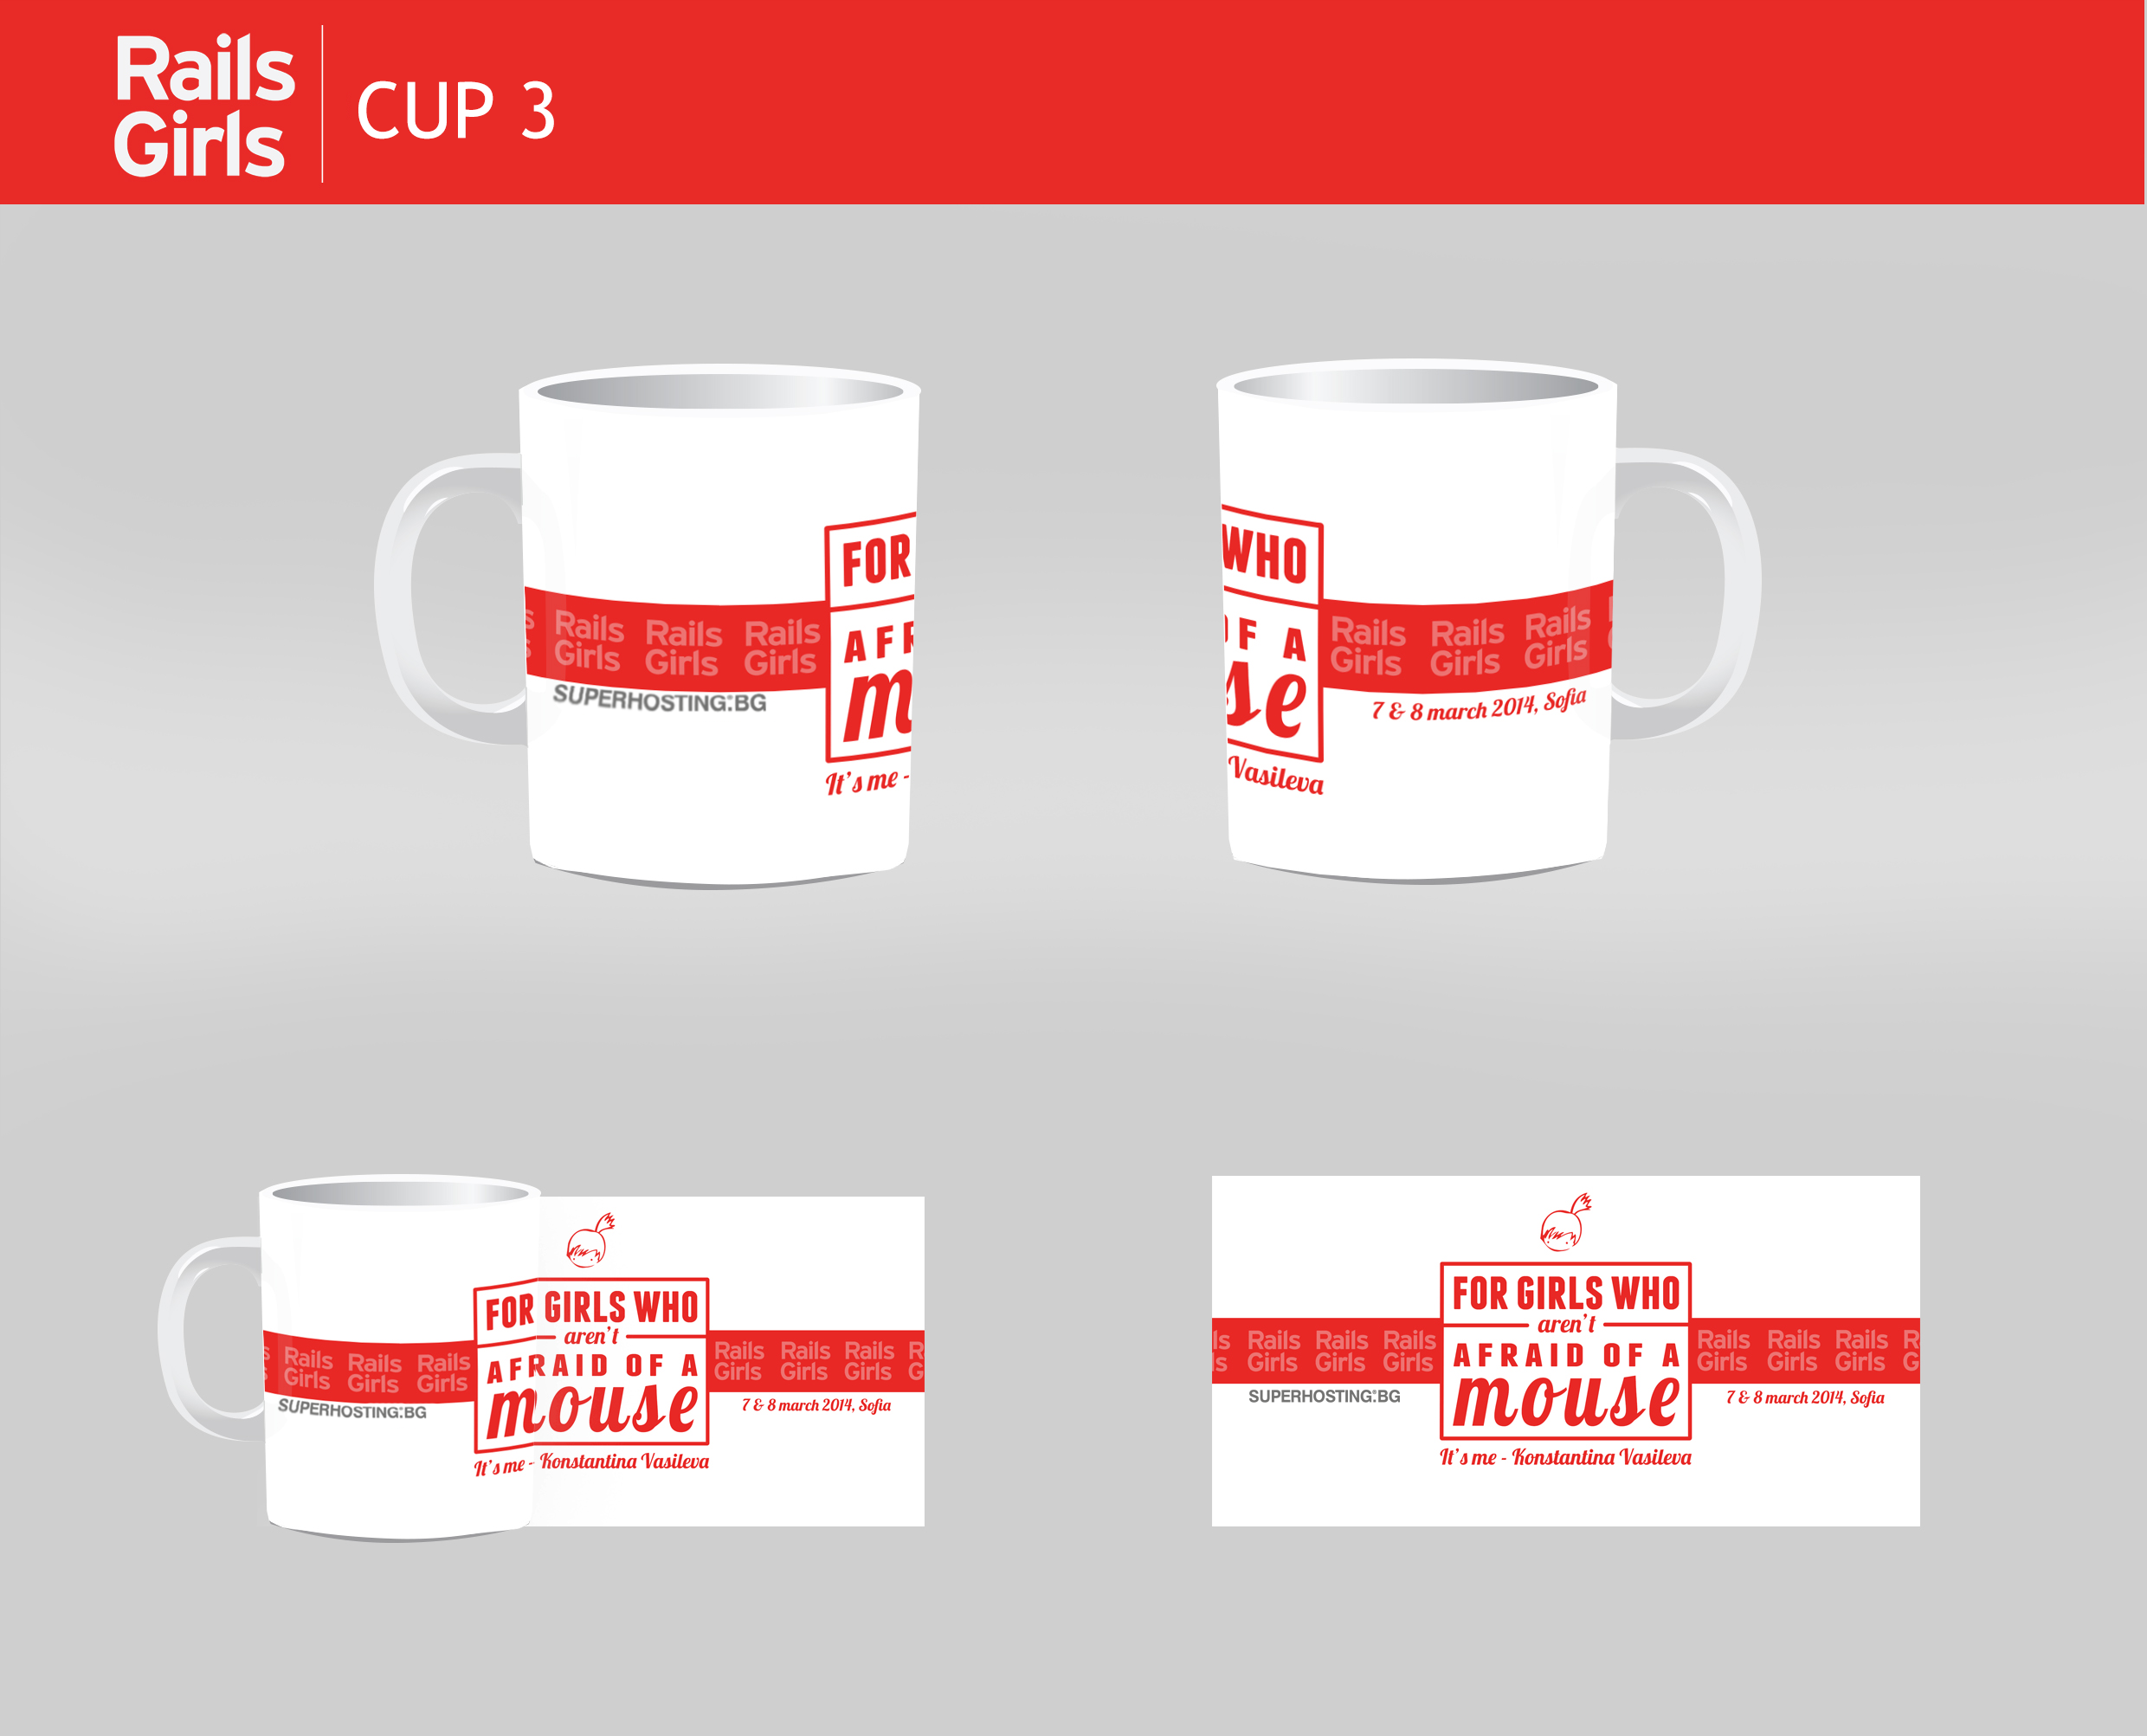 Rails
Girls
CUP 3
FOR
Rails Rails Rails
Girls Girls Girls
AFR
m
SUPERHOSTING.BG
It's me -
WHO
Rails Rails Rails
Girls Girls Girls
OF A
se
7 & 8 march 2014, Sofia
Vasileva
FOR GIRLS WHO
aren't
Rails Rails Rails
Girls Girls Girls
AFRAID OF A
mouse
Rails Rails Rails R
Girls Girls Girls G
SUPERHOSTING.BG
7 & 8 march 2014, Sofia
It's me - Konstantina Vasileva
FOR GIRLS WHO
aren't
ls Rails Rails Rails
ls Girls Girls Girls
AFRAID OF A
mouse
Rails Rails Rails R
Girls Girls Girls G
SUPERHOSTING.BG
7 & 8 march 2014, Sofia
It's me - Konstantina Vasileva